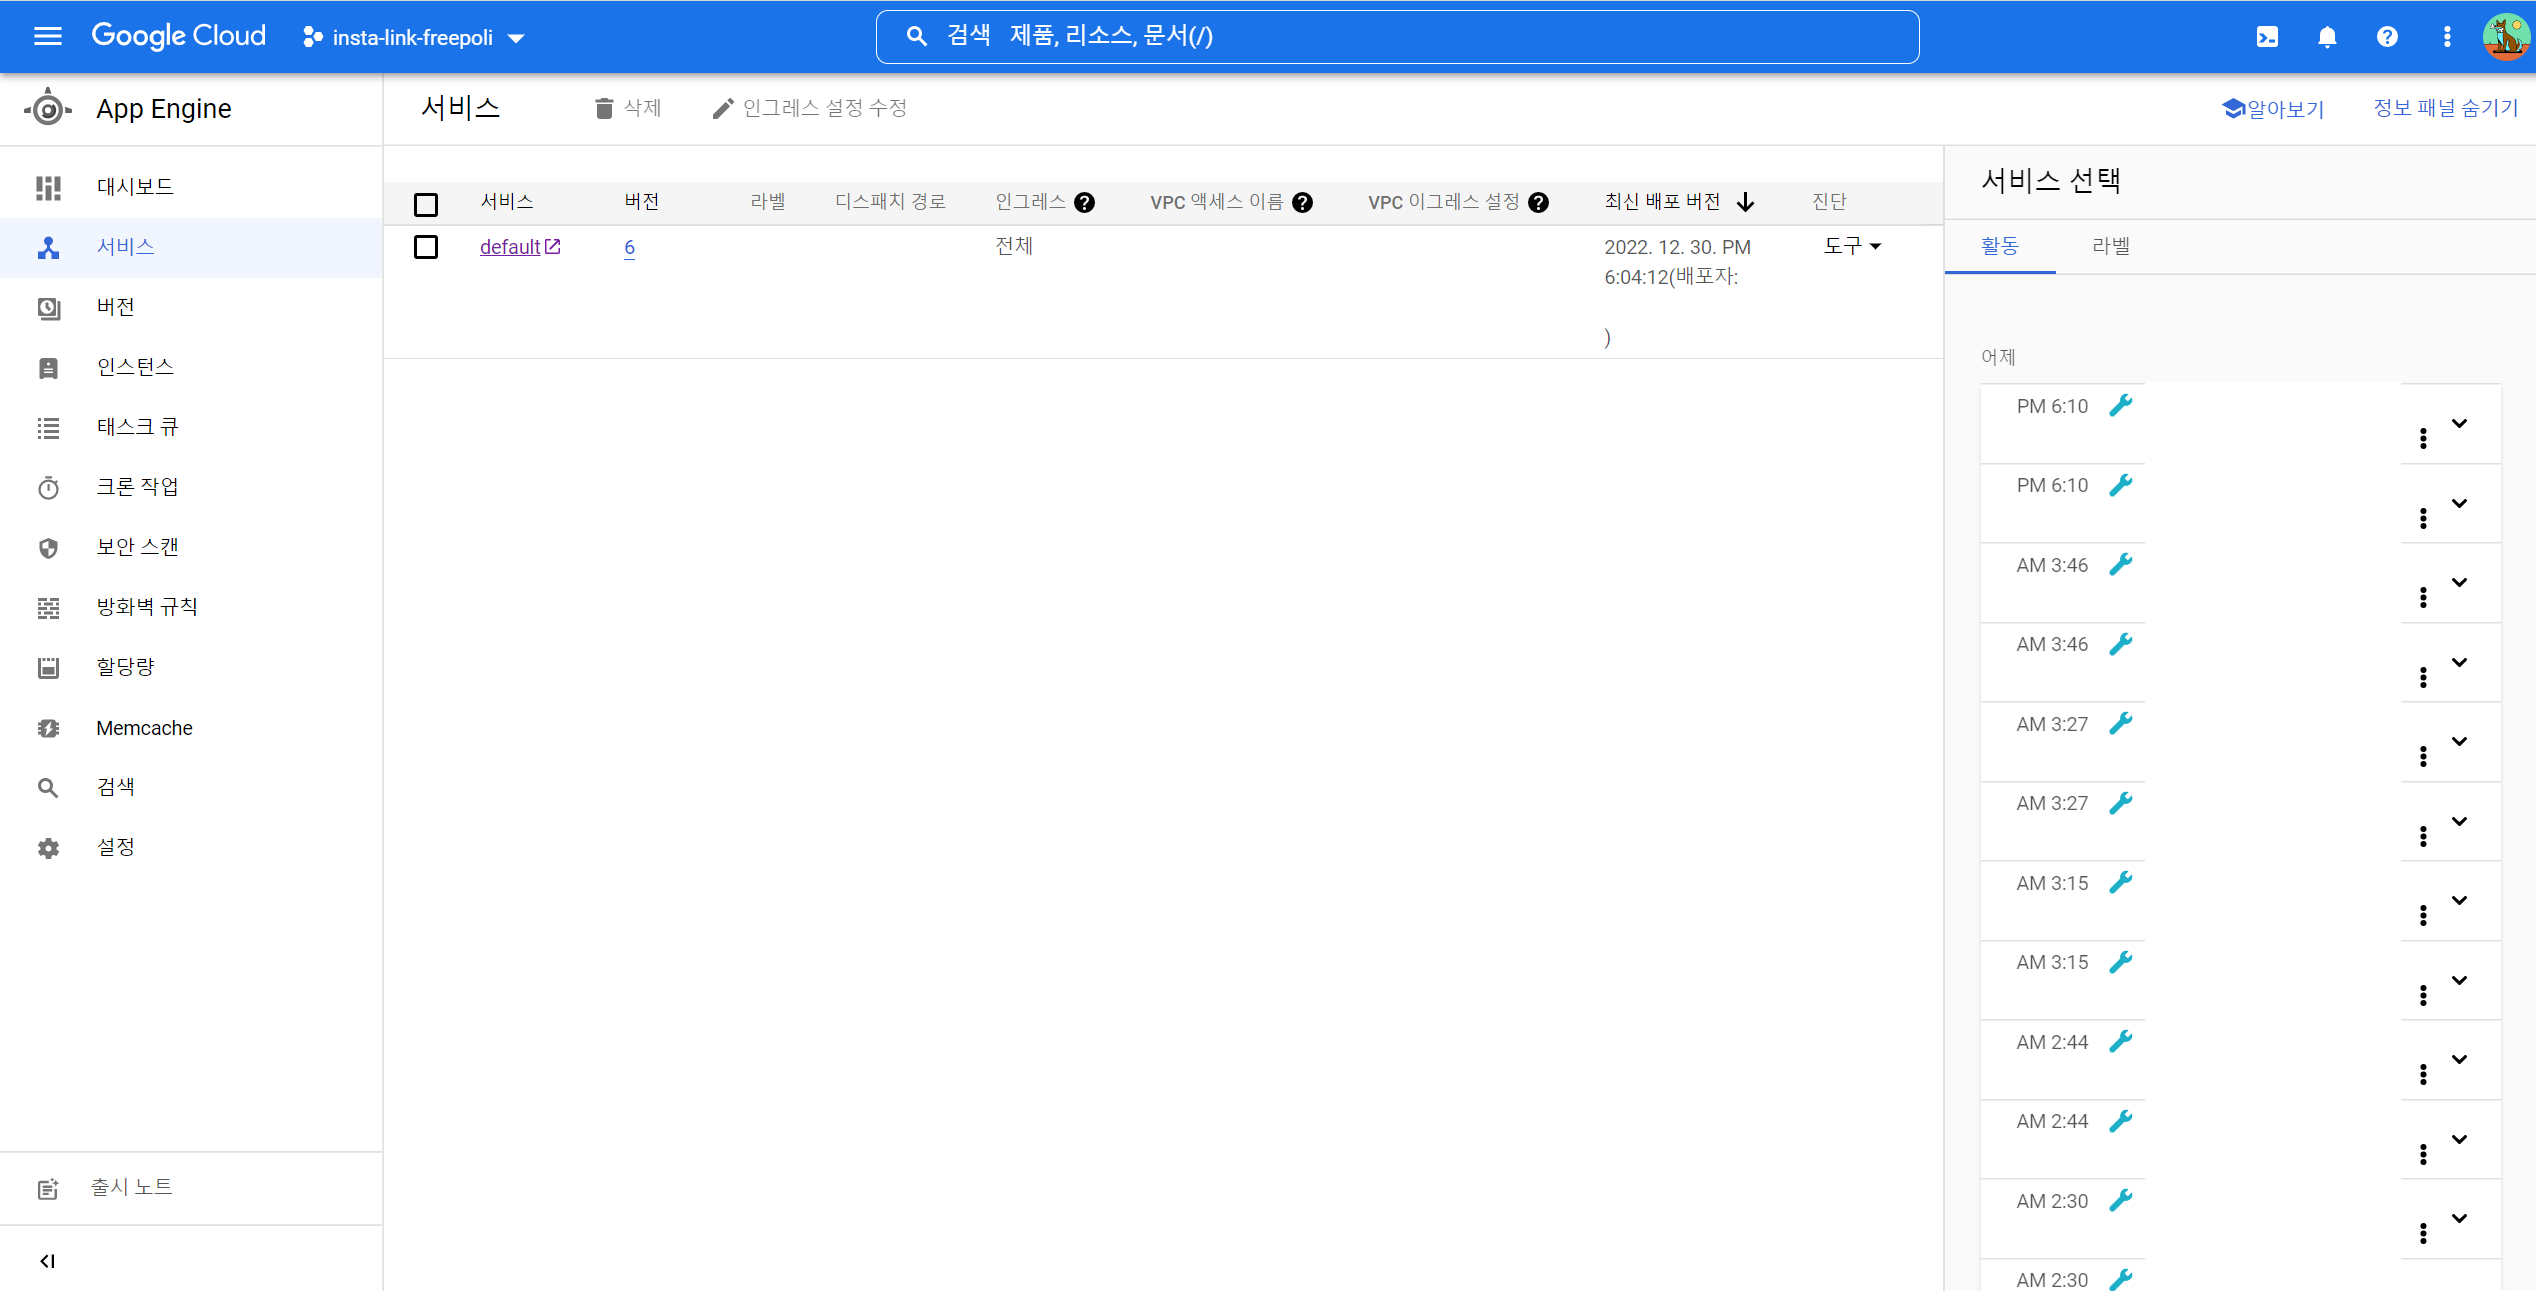 Google Cloud
insta-link-freepoli
검색 제품, 리소스, 문서(/)
App Engine
서비스
삭제
인그레스 설정 수정
알아보기
정보 패널 숨기기
대시보드
서비스
버전
인스턴스
태스크 큐
크론 작업
보안 스캔
방화벽 규칙
할당량
Memcache
검색
설정
출시 노트
서비스 버전 라벨 디스패치 경로 인그레스 VPC 액세스 이름 VPC 이그레스 설정 최신 배포 버전 진단
default 6 전체 2022. 12. 30. PM 도구
6:04:12(배포자:
)
서비스 선택
활동 라벨
어제
PM 6:10
PM 6:10
AM 3:46
AM 3:46
AM 3:27
AM 3:27
AM 3:15
AM 3:15
AM 2:44
AM 2:44
AM 2:30
AM 2:30